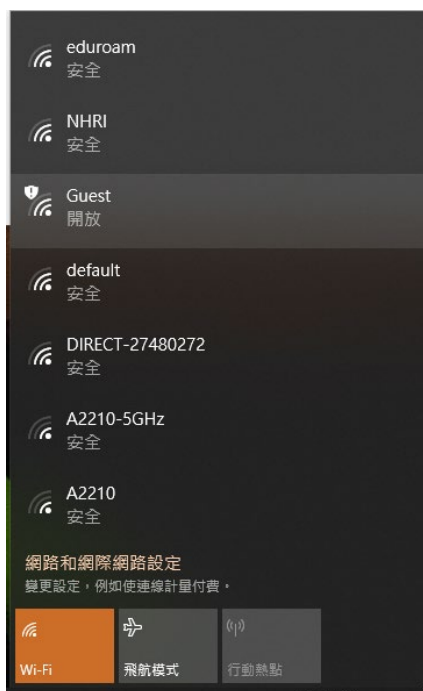 eduroam
安全
NHRI
安全
Guest
開放
default
安全
DIRECT-27480272
安全
A2210-5GHz
安全
A2210
安全
網路和網際網路設定
變更設定，例如使連線計量付費。
Wi-Fi 飛航模式 行動熱點